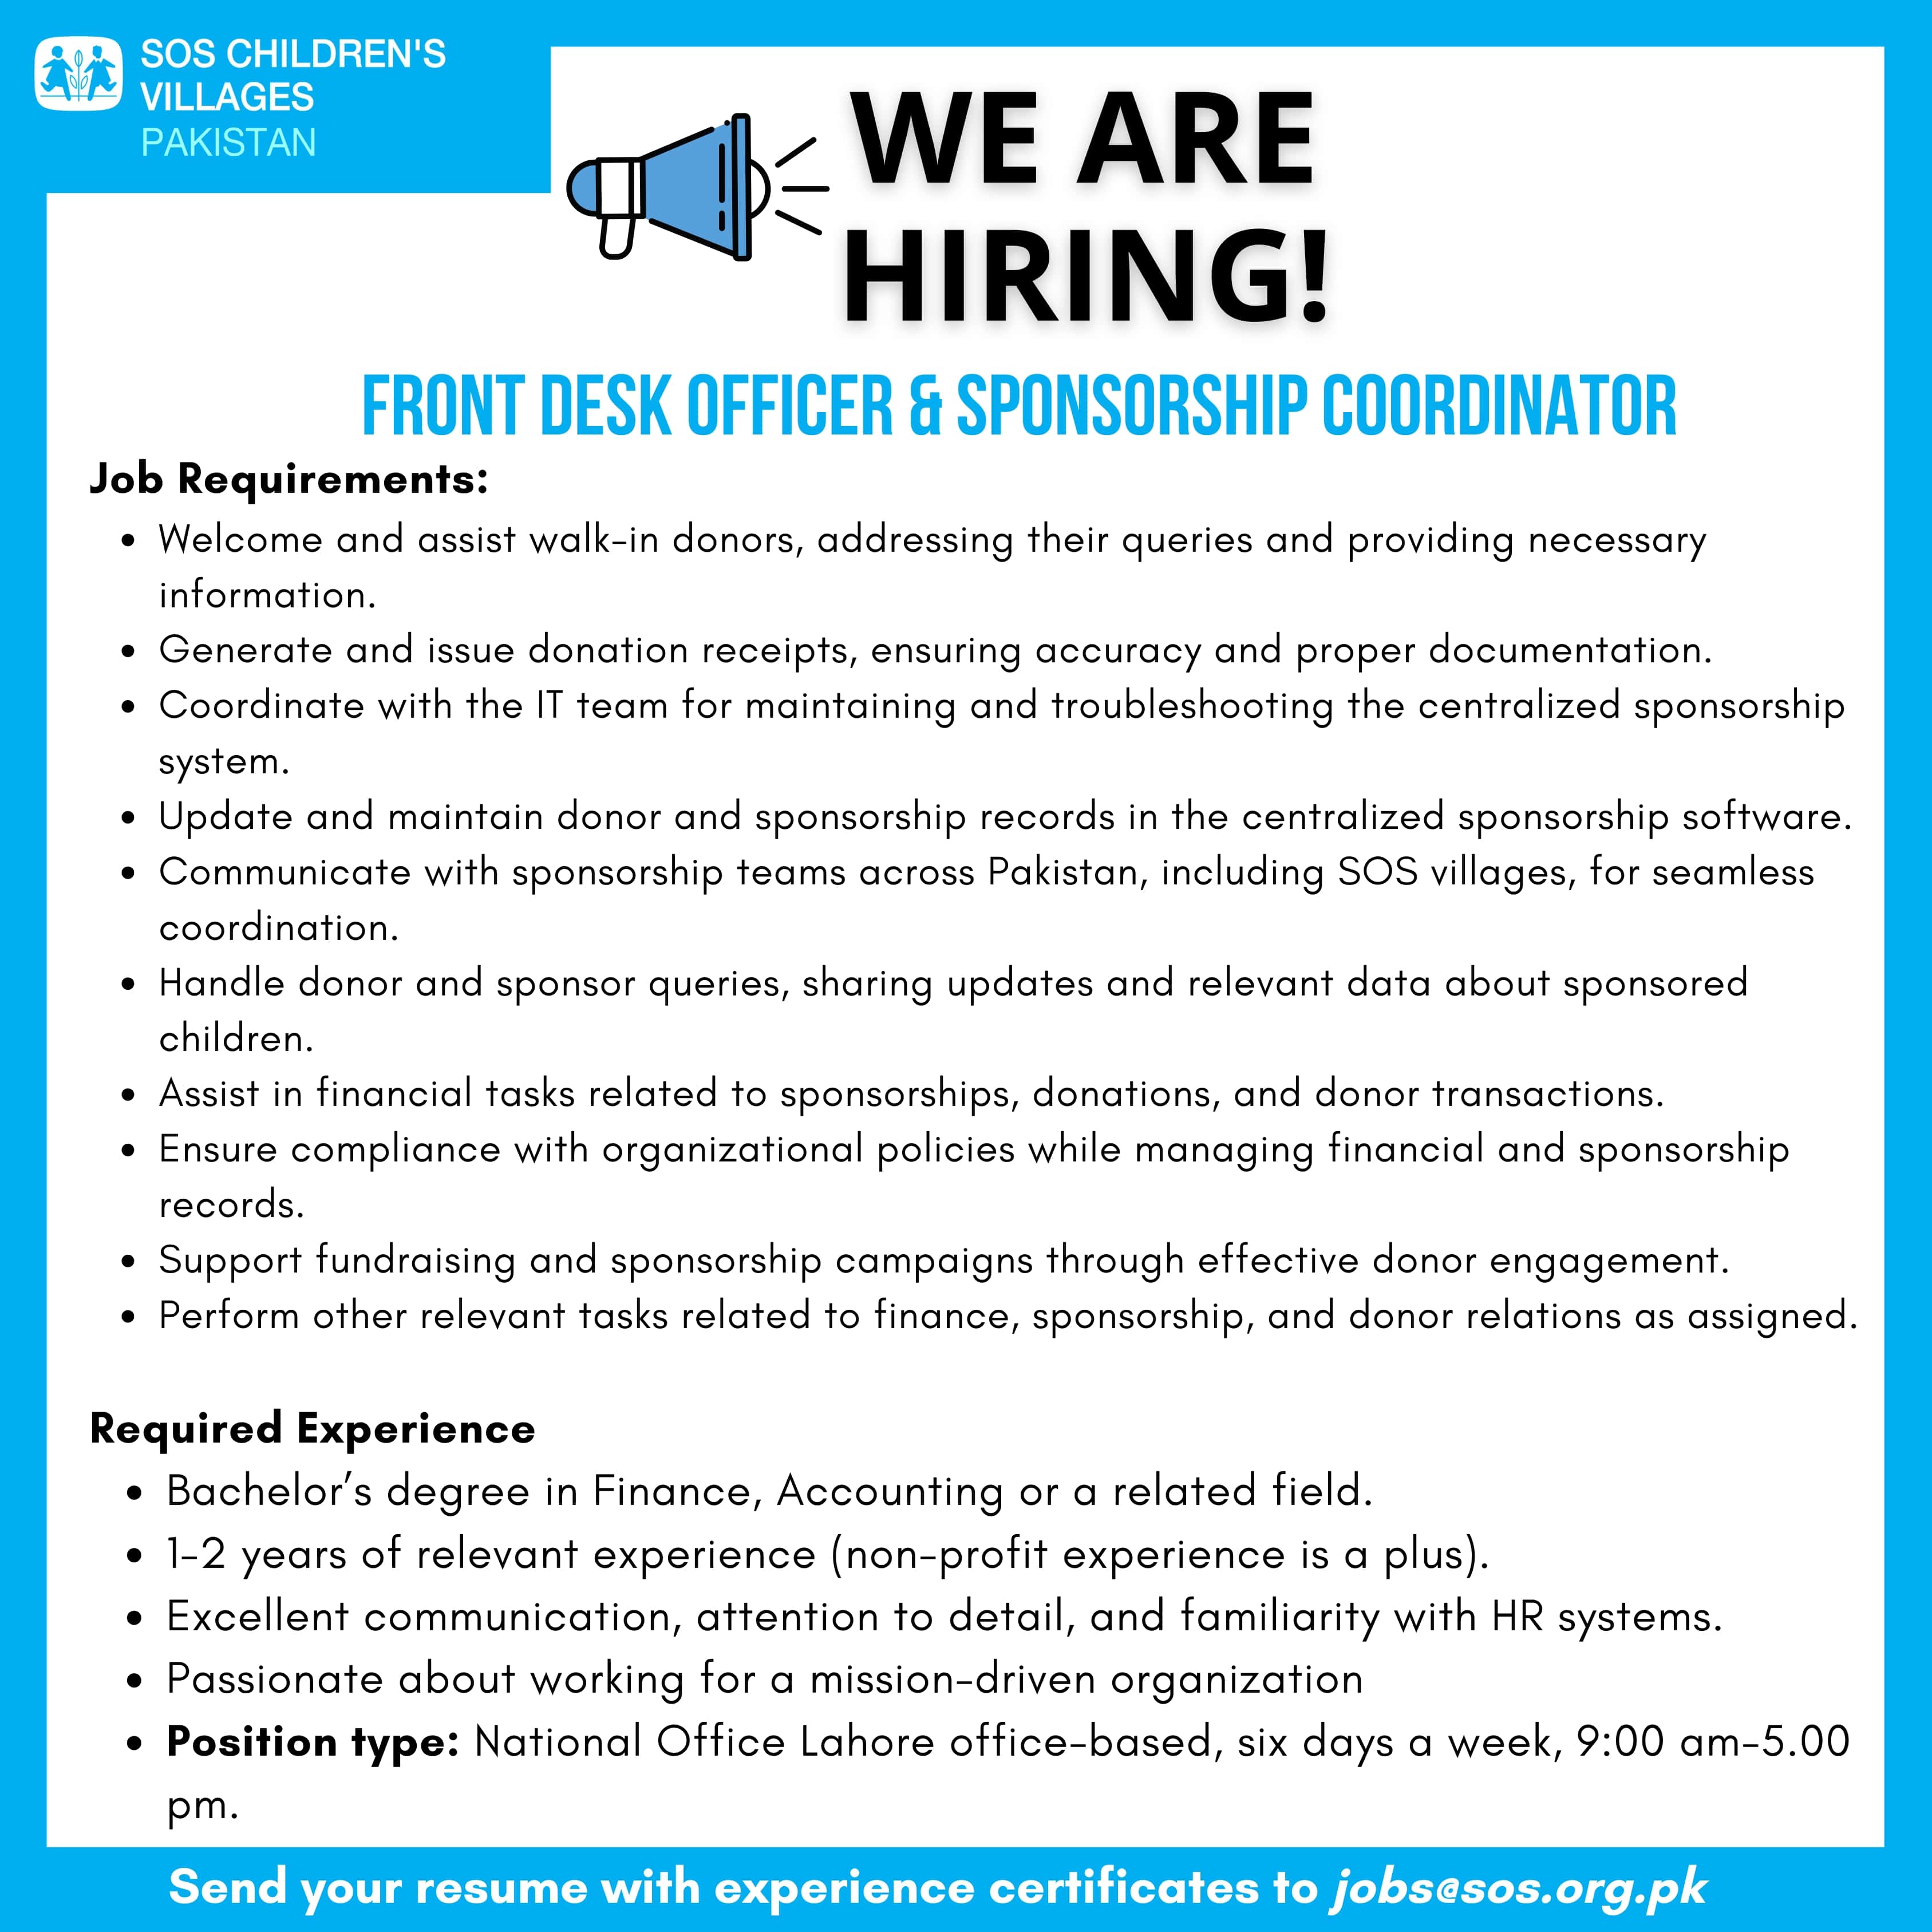 SOS CHILDREN'S
VILLAGES
PAKISTAN
WE ARE
HIRING!
FRONT DESK OFFICER & SPONSORSHIP COORDINATOR
Job Requirements:
• Welcome and assist walk-in donors, addressing their queries and providing necessary
information.
• Generate and issue donation receipts, ensuring accuracy and proper documentation.
• Coordinate with the IT team for maintaining and troubleshooting the centralized sponsorship
system.
• Update and maintain donor and sponsorship records in the centralized sponsorship software.
• Communicate with sponsorship teams across Pakistan, including SOS villages, for seamless
coordination.
• Handle donor and sponsor queries, sharing updates and relevant data about sponsored
children.
• Assist in financial tasks related to sponsorships, donations, and donor transactions.
• Ensure compliance with organizational policies while managing financial and sponsorship
records.
• Support fundraising and sponsorship campaigns through effective donor engagement.
• Perform other relevant tasks related to finance, sponsorship, and donor relations as assigned.
Required Experience
• Bachelor’s degree in Finance, Accounting or a related field.
• 1-2 years of relevant experience (non-profit experience is a plus).
• Excellent communication, attention to detail, and familiarity with HR systems.
• Passionate about working for a mission-driven organization
• Position type: National Office Lahore office-based, six days a week, 9:00 am-5.00
pm.
Send your resume with experience certificates to jobs@sos.org.pk